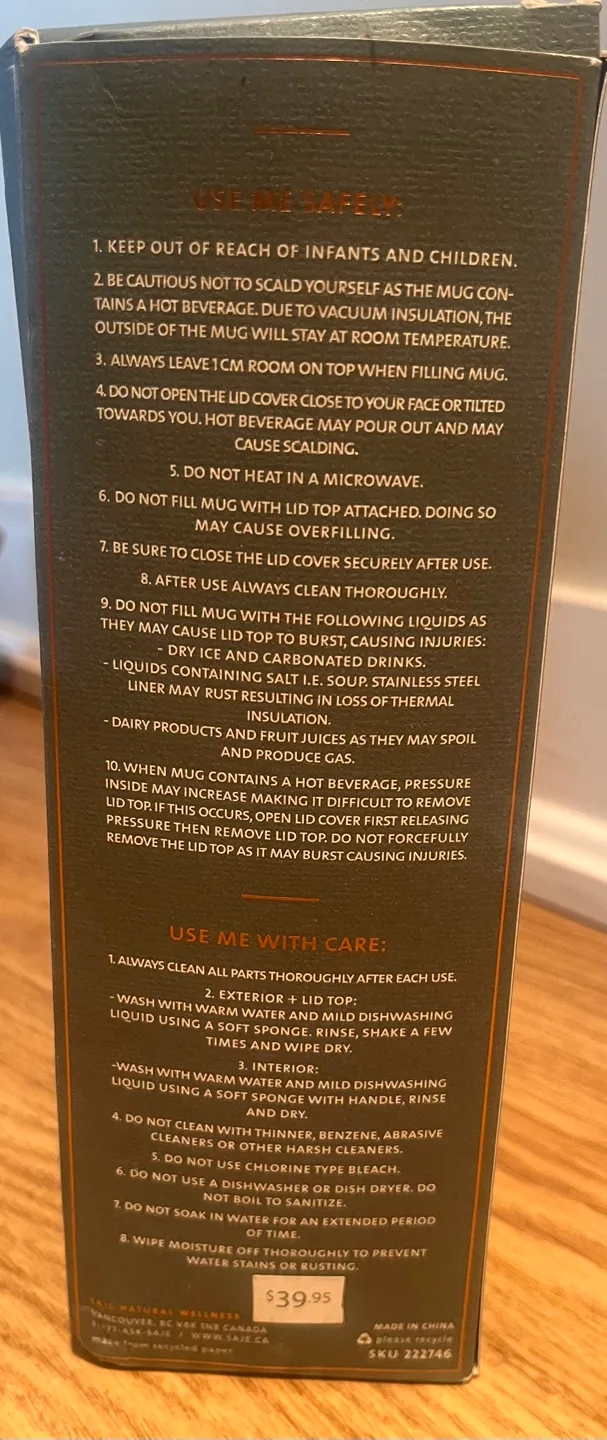 USE ME SAFELY:
1. KEEP OUT OF REACH OF INFANTS AND CHILDREN.
2. BE CAUTIOUS NOT TO SCALD YOURSELF AS THE MUG CON-
TAINS A HOT BEVERAGE. DUE TO VACUUM INSULATION, THE
OUTSIDE OF THE MUG WILL STAY AT ROOM TEMPERATURE.
3. ALWAYS LEAVE 1 CM ROOM ON TOP WHEN FILLING MUG.
4. DO NOT OPEN THE LID COVER CLOSE TO YOUR FACE OR TILTED
TOWARDS YOU. HOT BEVERAGE MAY POUR OUT AND MAY
CAUSE SCALDING.
5. DO NOT HEAT IN A MICROWAVE.
6. DO NOT FILL MUG WITH LID TOP ATTACHED. DOING SO
MAY CAUSE OVERFILLING.
7. BE SURE TO CLOSE THE LID COVER SECURELY AFTER USE.
8. AFTER USE ALWAYS CLEAN THOROUGHLY.
9. DO NOT FILL MUG WITH THE FOLLOWING LIQUIDS AS
THEY MAY CAUSE LID TOP TO BURST, CAUSING INJURIES:
- DRY ICE AND CARBONATED DRINKS.
- LIQUIDS CONTAINING SALT I.E. SOUP. STAINLESS STEEL
LINER MAY RUST RESULTING IN LOSS OF THERMAL
INSULATION.
- DAIRY PRODUCTS AND FRUIT JUICES AS THEY MAY SPOIL
AND PRODUCE GAS.
10. WHEN MUG CONTAINS A HOT BEVERAGE, PRESSURE
INSIDE MAY INCREASE MAKING IT DIFFICULT TO REMOVE
LID TOP. IF THIS OCCURS, OPEN LID COVER FIRST RELEASING
PRESSURE THEN REMOVE LID TOP. DO NOT FORCEFULLY
REMOVE THE LID TOP AS IT MAY BURST CAUSING INJURIES.
USE ME WITH CARE:
1. ALWAYS CLEAN ALL PARTS THOROUGHLY AFTER EACH USE.
2. EXTERIOR + LID TOP:
- WASH WITH WARM WATER AND MILD DISHWASHING
LIQUID USING A SOFT SPONGE. RINSE, SHAKE A FEW
TIMES AND WIPE DRY.
3. INTERIOR:
-WASH WITH WARM WATER AND MILD DISHWASHING
LIQUID USING A SOFT SPONGE WITH HANDLE, RINSE
AND DRY.
4. DO NOT CLEAN WITH THINNER, BENZENE, ABRASIVE
CLEANERS OR OTHER HARSH CLEANERS.
5. DO NOT USE CHLORINE TYPE BLEACH.
6. DO NOT USE A DISHWASHER OR DISH DRYER. DO
NOT BOIL TO SANITIZE.
7. DO NOT SOAK IN WATER FOR AN EXTENDED PERIOD
OF TIME.
8. WIPE MOISTURE OFF THOROUGHLY TO PREVENT
WATER STAINS OR RUSTING.
$39.95
SAJE NATURAL WELLNESS
VANCOUVER, BC V6K 1N8 CANADA
ASK-SAJE / WWW.SAJE.CA
made from recycled paper
MADE IN CHINA
please recycle
SKU 222746